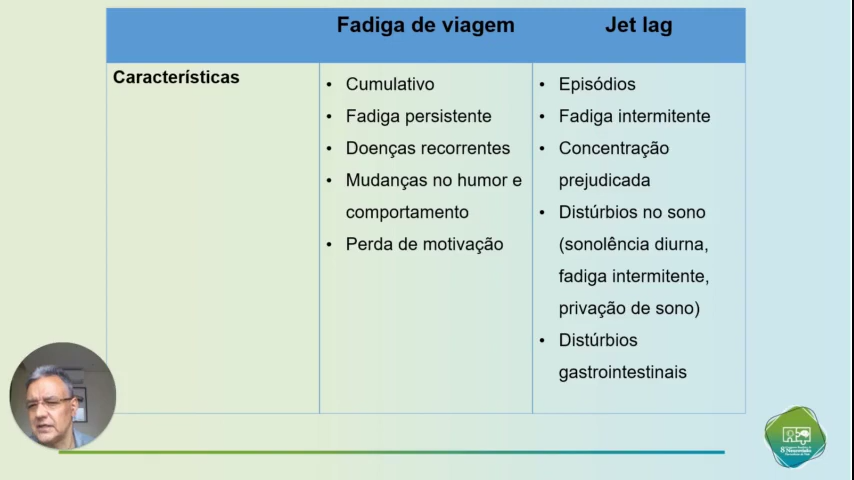 Fadiga de viagem
Jet lag
Características
• Cumulativo
• Fadiga persistente
• Doenças recorrentes
• Mudanças no humor e
comportamento
• Perda de motivação
• Episódios
• Fadiga intermitente
• Concentração
prejudicada
• Distúrbios no sono
(sonolência diurna,
fadiga intermitente,
privação de sono)
• Distúrbios
gastrointestinais